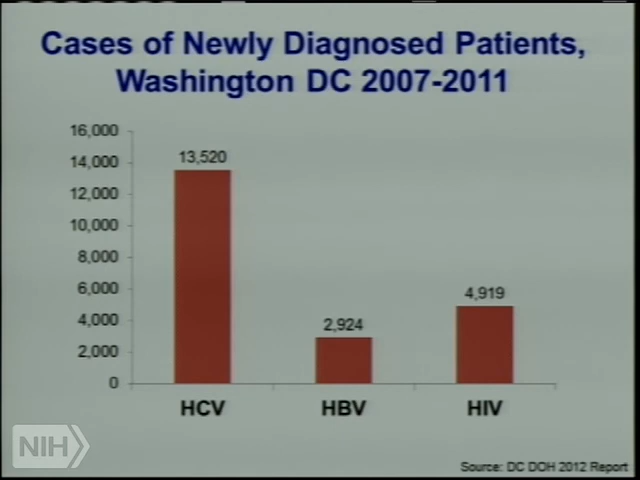 Cases of Newly Diagnosed Patients,
Washington DC 2007-2011
16,000
14,000
12,000
10,000
8,000
6,000
4,000
2,000
0
13,520
2,924
4,919
HCV
HBV
HIV
NIH
Source: DC DOH 2012 Report